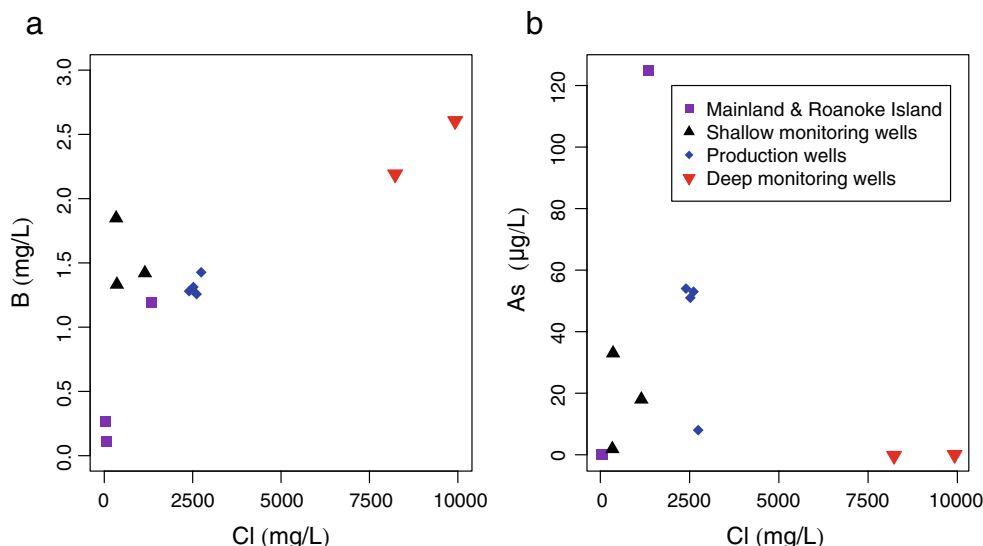 a
3.0
2.5
2.0
1.5
1.0
0.5
0.0
B (mg/L)
0 2500 5000 7500 10000
Cl (mg/L)
b
120
100
80
60
40
20
0
As (µg/L)
Mainland & Roanoke Island
Shallow monitoring wells
Production wells
Deep monitoring wells
0 2500 5000 7500 10000
Cl (mg/L)